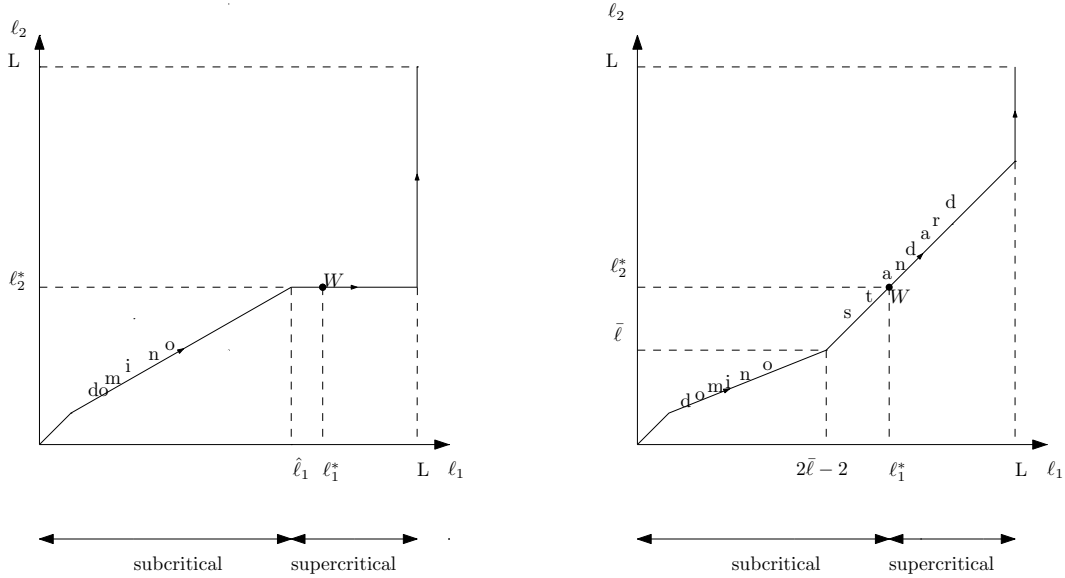 ℓ₂
L
ℓ₂*
W
domino
ℓ̂₁
ℓ₁*
L
ℓ₁
subcritical
supercritical
ℓ₂
L
ℓ₂*
ℓ̄
standard
W
domino
2ℓ̄ − 2
ℓ₁*
L
ℓ₁
subcritical
supercritical